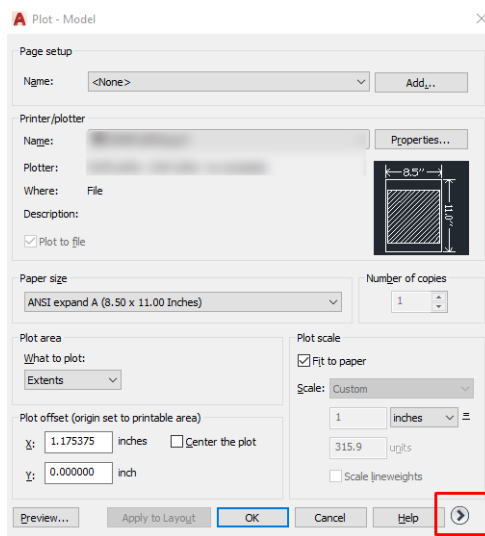 Plot - Model
Page setup
Name: <None> Add...
Printer/plotter
Name: Properties...
Plotter:
Where: File
Description:
Plot to file
8.5''
11.0''
Paper size
ANSI expand A (8.50 x 11.00 Inches)
Number of copies
1
Plot area
What to plot:
Extents
Plot scale
Fit to paper
Scale: Custom
1 inches =
315.9 units
Scale lineweights
Plot offset (origin set to printable area)
X: 1.175375 inches Center the plot
Y: 0.000000 inch
Preview... Apply to Layout OK Cancel Help